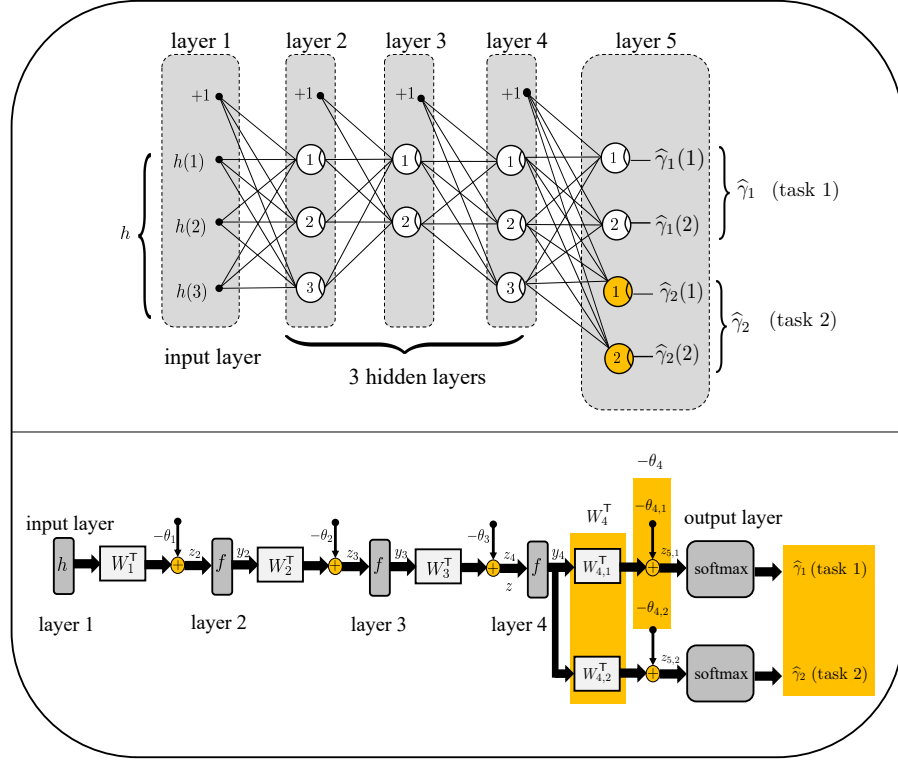 layer 1 layer 2 layer 3 layer 4 layer 5
+1 +1 +1 +1
h(1) 1 1 1 1 γ̂₁(1)
γ̂₁ (task 1)
h(2) 2 2 2 2 γ̂₁(2)
h
h(3) 3 3 1 γ̂₂(1)
γ̂₂ (task 2)
2 γ̂₂(2)
input layer
3 hidden layers
−θ₄
input layer −θ₁ −θ₂ −θ₃ W₄ᵀ −θ₄,₁ output layer
h W₁ᵀ + z₂ f y₂ W₂ᵀ + z₃ f y₃ W₃ᵀ + z₄ z f y₄ W₄,₁ᵀ + z₅,₁ softmax γ̂₁ (task 1)
layer 1 layer 2 layer 3 layer 4
−θ₄,₂
W₄,₂ᵀ + z₅,₂ softmax γ̂₂ (task 2)